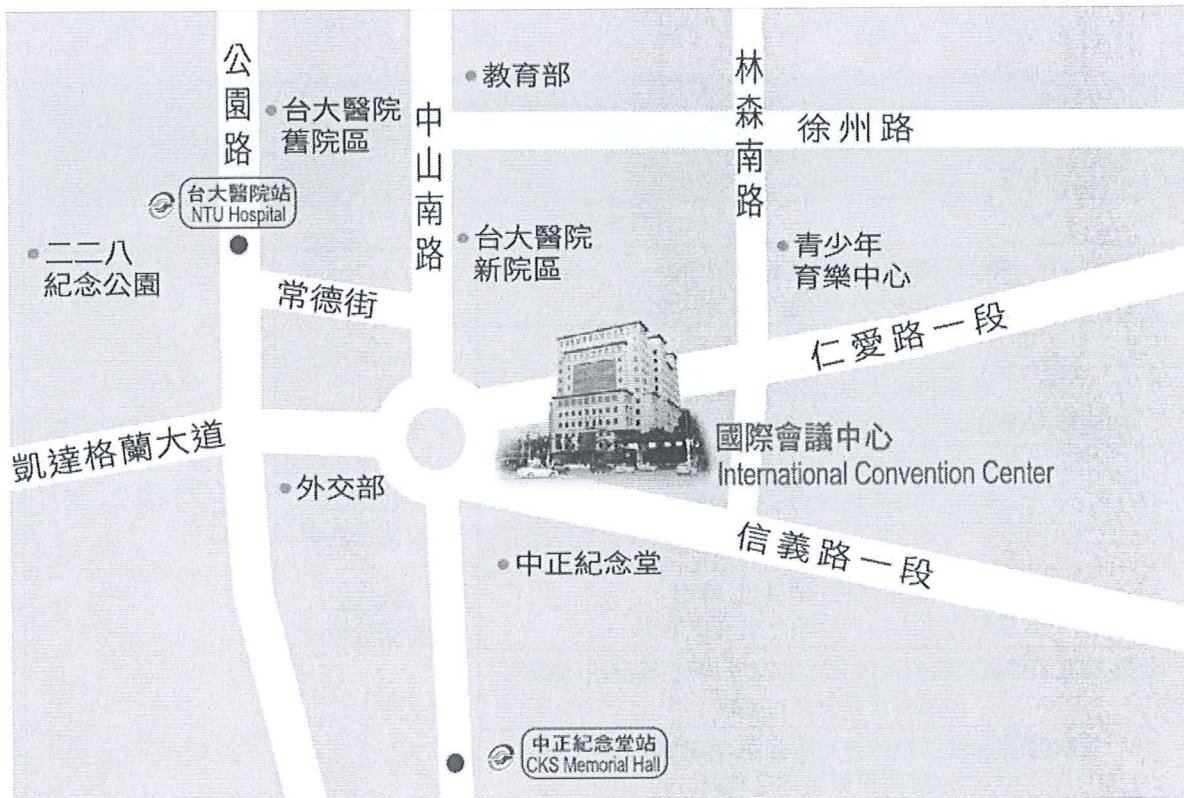 公園路
台大醫院
舊院區
中山南路
教育部
林森南路
徐州路
台大醫院站
NTU Hospital
二二八
紀念公園
常德街
台大醫院
新院區
青少年
育樂中心
仁愛路一段
凱達格蘭大道
外交部
國際會議中心
International Convention Center
信義路一段
中正紀念堂
中正紀念堂站
CKS Memorial Hall